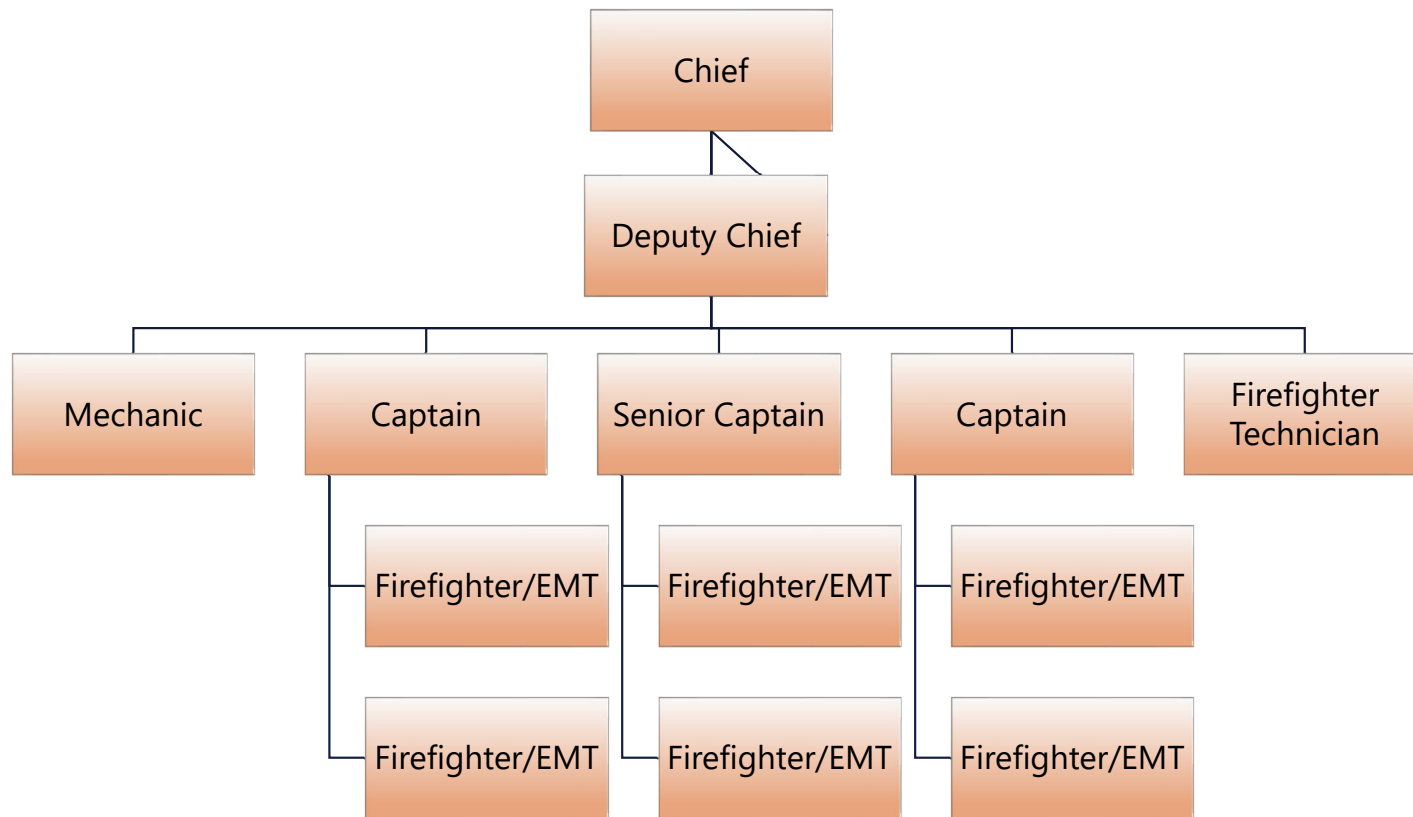 Chief
Deputy Chief
Mechanic
Captain
Senior Captain
Captain
Firefighter
Technician
Firefighter/EMT
Firefighter/EMT
Firefighter/EMT
Firefighter/EMT
Firefighter/EMT
Firefighter/EMT